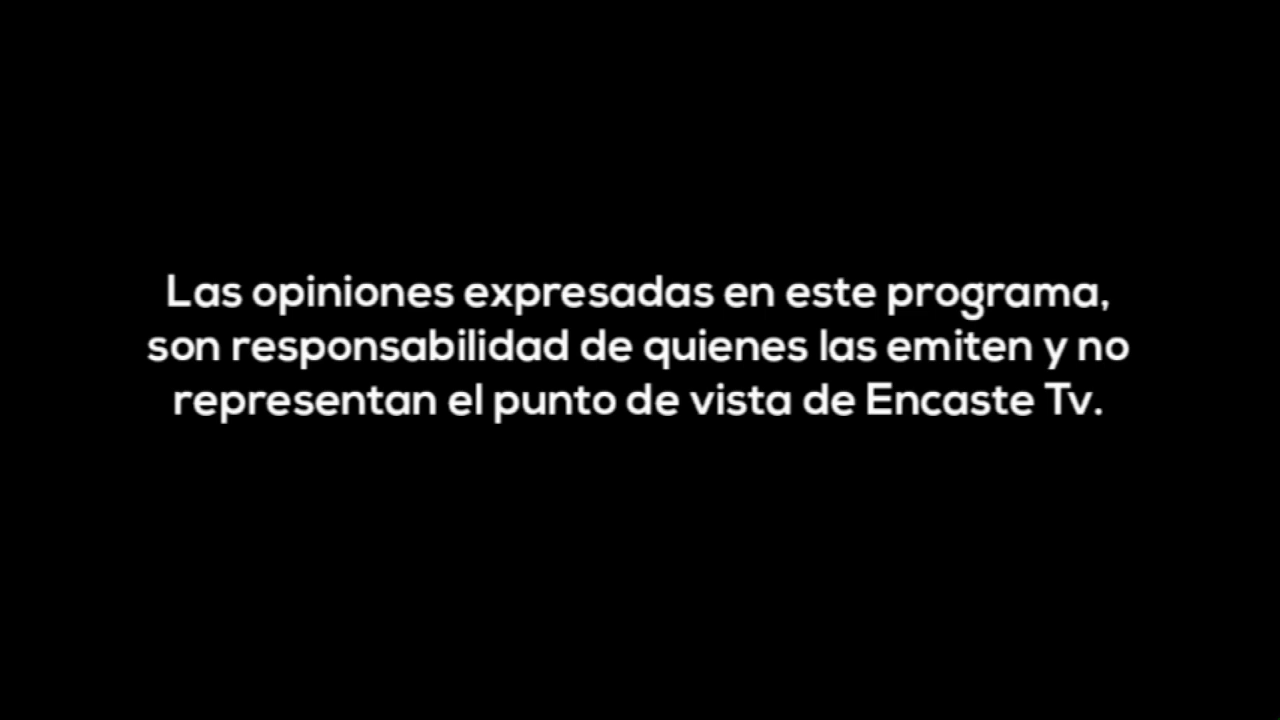 Las opiniones expresadas en este programa,
son responsabilidad de quienes las emiten y no
representan el punto de vista de Encaste Tv.